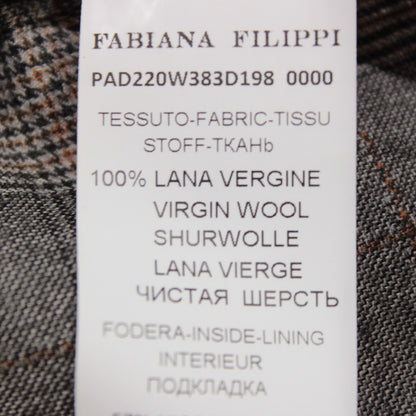 FABIANA FILIPPI
PAD220W383D198 0000
TESSUTO-FABRIC-TISSU
STOFF-TKAHb
100% LANA VERGINE
VIRGIN WOOL
SHURWOLLE
LANA VIERGE
ЧИСТАЯ ШЕРСТЬ
FODERA-INSIDE-LINING
INTERIEUR
ПОДКЛАДКА